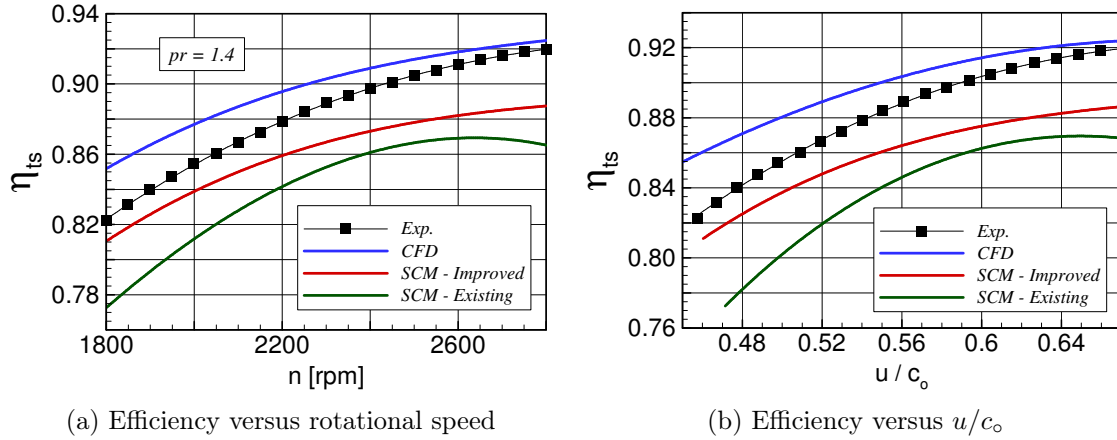 0.94
0.90
0.86
0.82
0.78
η_ts
pr = 1.4
Exp.
CFD
SCM - Improved
SCM - Existing
1800 2200 2600
n [rpm]
(a) Efficiency versus rotational speed
0.92
0.88
0.84
0.80
0.76
η_ts
Exp.
CFD
SCM - Improved
SCM - Existing
0.48 0.52 0.56 0.6 0.64
u / c_o
(b) Efficiency versus u/c_∘